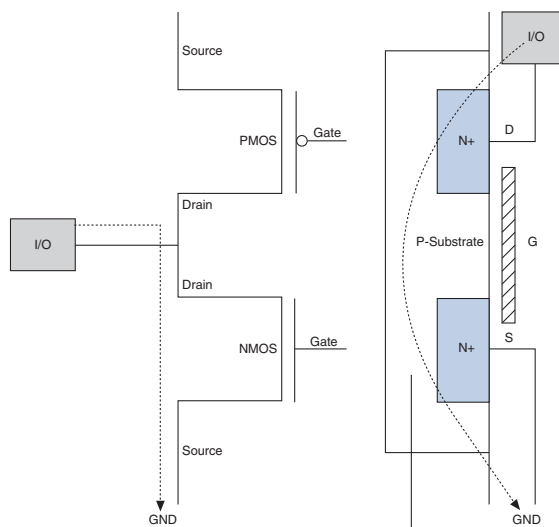 Source
PMOS
Gate
Drain
I/O
Drain
NMOS
Gate
Source
GND
I/O
N+
D
P-Substrate
G
N+
S
GND